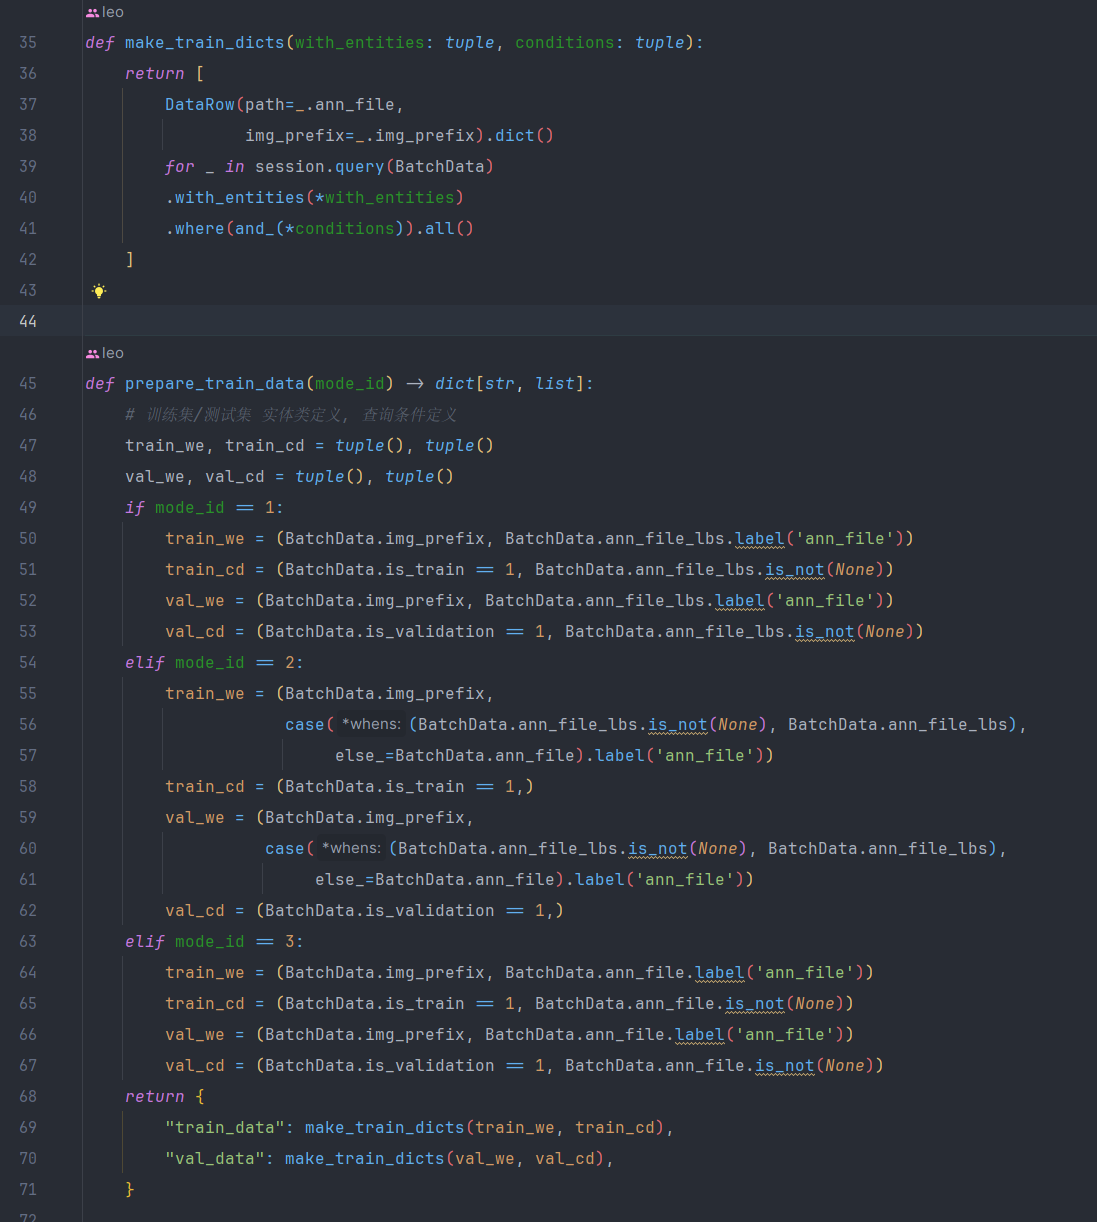 leo
35 def make_train_dicts(with_entities: tuple, conditions: tuple):
36     return [
37         DataRow(path=_.ann_file,
38                 img_prefix=_.img_prefix).dict()
39         for _ in session.query(BatchData)
40         .with_entities(*with_entities)
41         .where(and_(*conditions)).all()
42     ]
43
44
leo
45 def prepare_train_data(mode_id) -> dict[str, list]:
46     # 训练集/测试集 实体类定义, 查询条件定义
47     train_we, train_cd = tuple(), tuple()
48     val_we, val_cd = tuple(), tuple()
49     if mode_id == 1:
50         train_we = (BatchData.img_prefix, BatchData.ann_file_lbs.label('ann_file'))
51         train_cd = (BatchData.is_train == 1, BatchData.ann_file_lbs.is_not(None))
52         val_we = (BatchData.img_prefix, BatchData.ann_file_lbs.label('ann_file'))
53         val_cd = (BatchData.is_validation == 1, BatchData.ann_file_lbs.is_not(None))
54     elif mode_id == 2:
55         train_we = (BatchData.img_prefix,
56                     case( *whens: (BatchData.ann_file_lbs.is_not(None), BatchData.ann_file_lbs),
57                          else_=BatchData.ann_file).label('ann_file'))
58         train_cd = (BatchData.is_train == 1,)
59         val_we = (BatchData.img_prefix,
60                   case( *whens: (BatchData.ann_file_lbs.is_not(None), BatchData.ann_file_lbs),
61                        else_=BatchData.ann_file).label('ann_file'))
62         val_cd = (BatchData.is_validation == 1,)
63     elif mode_id == 3:
64         train_we = (BatchData.img_prefix, BatchData.ann_file.label('ann_file'))
65         train_cd = (BatchData.is_train == 1, BatchData.ann_file.is_not(None))
66         val_we = (BatchData.img_prefix, BatchData.ann_file.label('ann_file'))
67         val_cd = (BatchData.is_validation == 1, BatchData.ann_file.is_not(None))
68     return {
69         "train_data": make_train_dicts(train_we, train_cd),
70         "val_data": make_train_dicts(val_we, val_cd),
71     }
72